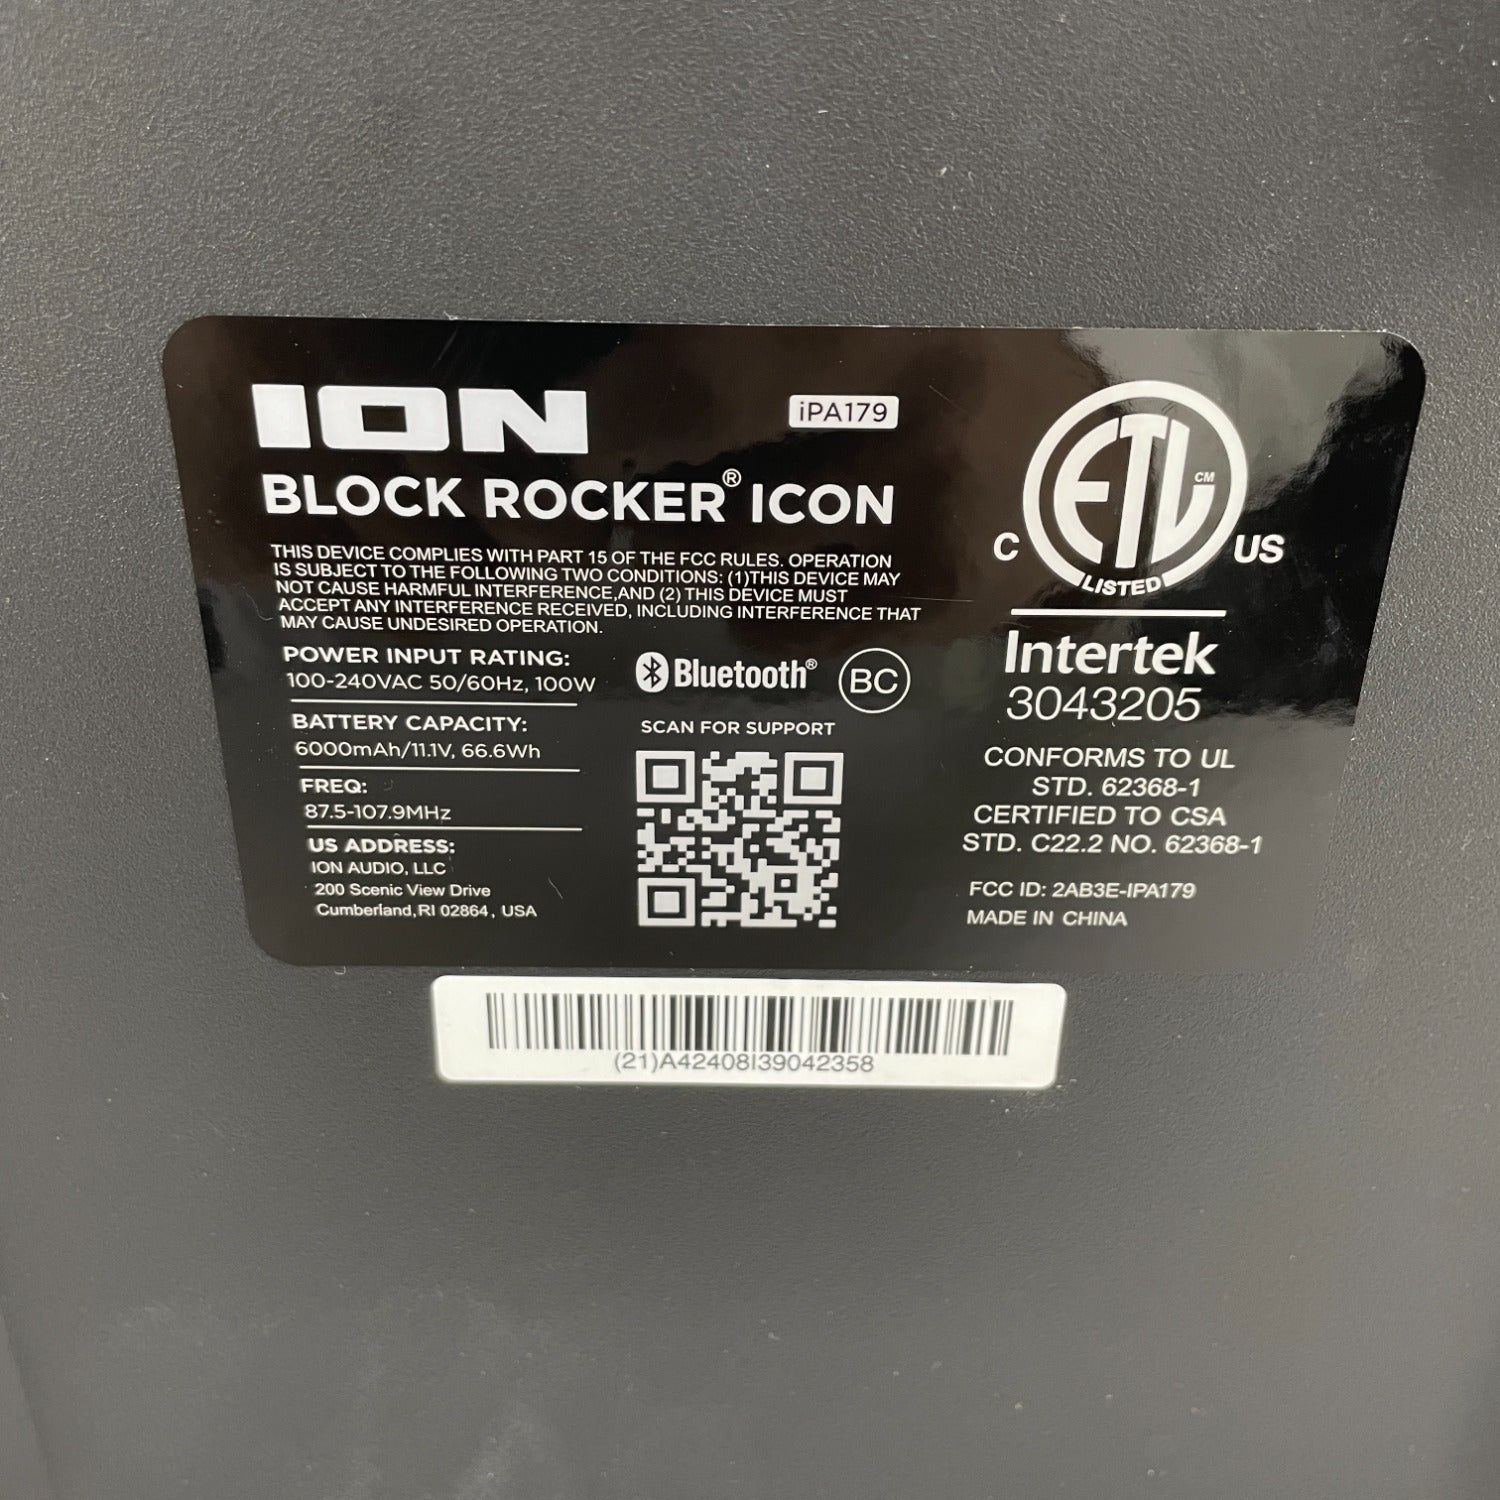 ION
iPA179
BLOCK ROCKER® ICON
THIS DEVICE COMPLIES WITH PART 15 OF THE FCC RULES. OPERATION
IS SUBJECT TO THE FOLLOWING TWO CONDITIONS: (1)THIS DEVICE MAY
NOT CAUSE HARMFUL INTERFERENCE,AND (2) THIS DEVICE MUST
ACCEPT ANY INTERFERENCE RECEIVED, INCLUDING INTERFERENCE THAT
MAY CAUSE UNDESIRED OPERATION.
POWER INPUT RATING:
100-240VAC 50/60Hz, 100W
BATTERY CAPACITY:
6000mAh/11.1V, 66.6Wh
FREQ:
87.5-107.9MHz
US ADDRESS:
ION AUDIO, LLC
200 Scenic View Drive
Cumberland,RI 02864, USA
Bluetooth®
BC
SCAN FOR SUPPORT
ETL CM
C US
LISTED
Intertek
3043205
CONFORMS TO UL
STD. 62368-1
CERTIFIED TO CSA
STD. C22.2 NO. 62368-1
FCC ID: 2AB3E-IPA179
MADE IN CHINA
(21)A42408I39042358